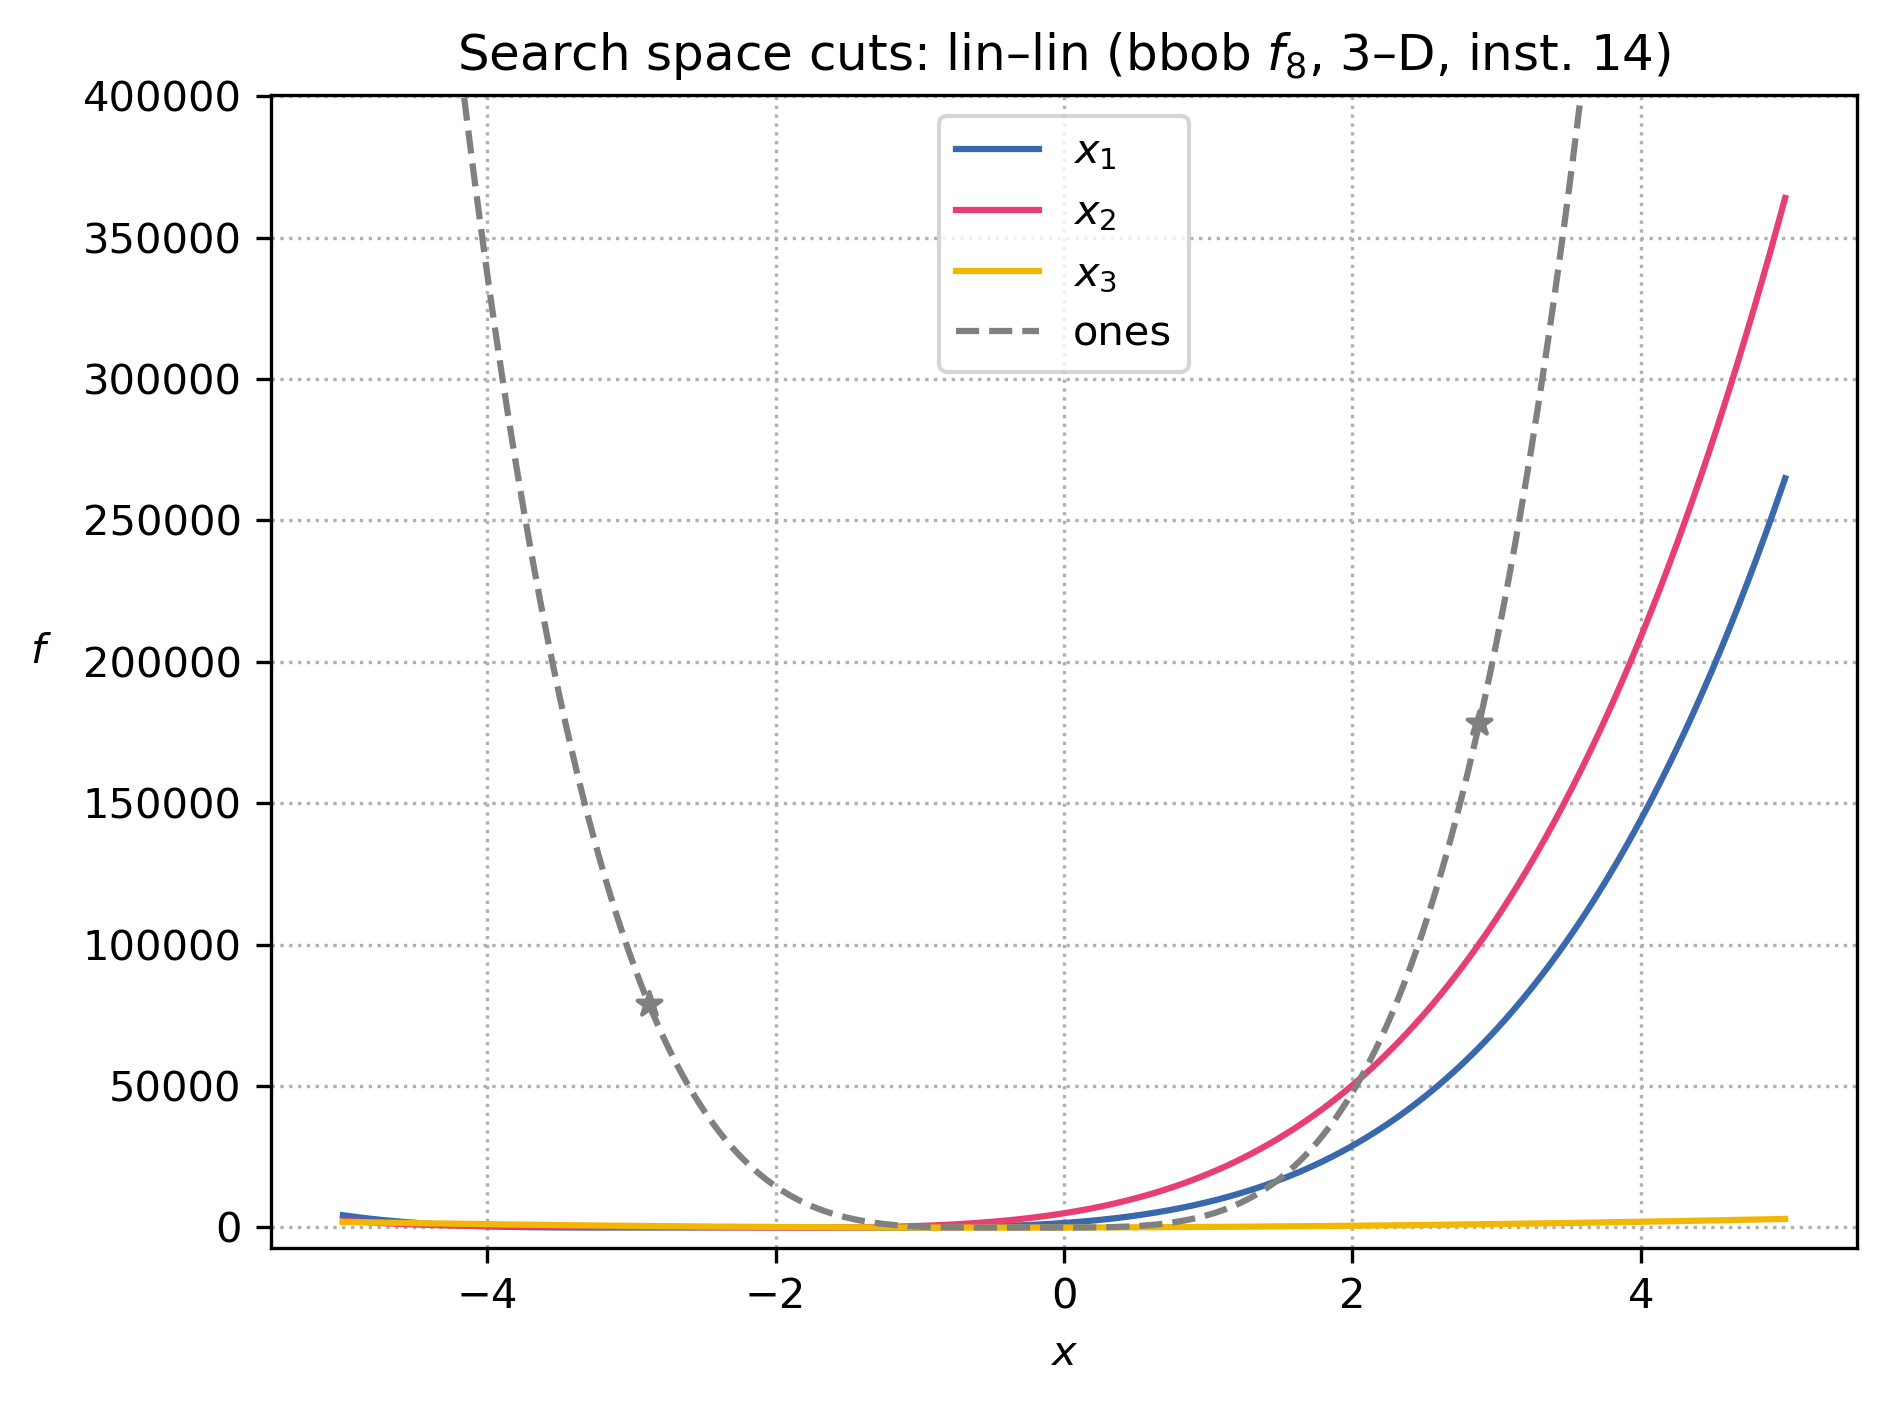 Search space cuts: lin–lin (bbob f₈, 3–D, inst. 14)
400000
350000
300000
250000
200000
150000
100000
50000
0
f
x₁
x₂
x₃
ones
−4 −2 0 2 4
x